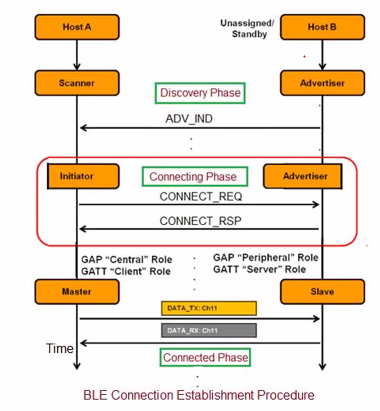 Host A
Unassigned/
Standby
Host B
Scanner
Advertiser
Discovery Phase
ADV_IND
Initiator
Connecting Phase
Advertiser
CONNECT_REQ
CONNECT_RSP
GAP “Central” Role
GATT “Client” Role
GAP “Peripheral” Role
GATT “Server” Role
Master
Slave
DATA_TX: Ch11
DATA_RX: Ch11
Time
Connected Phase
BLE Connection Establishment Procedure